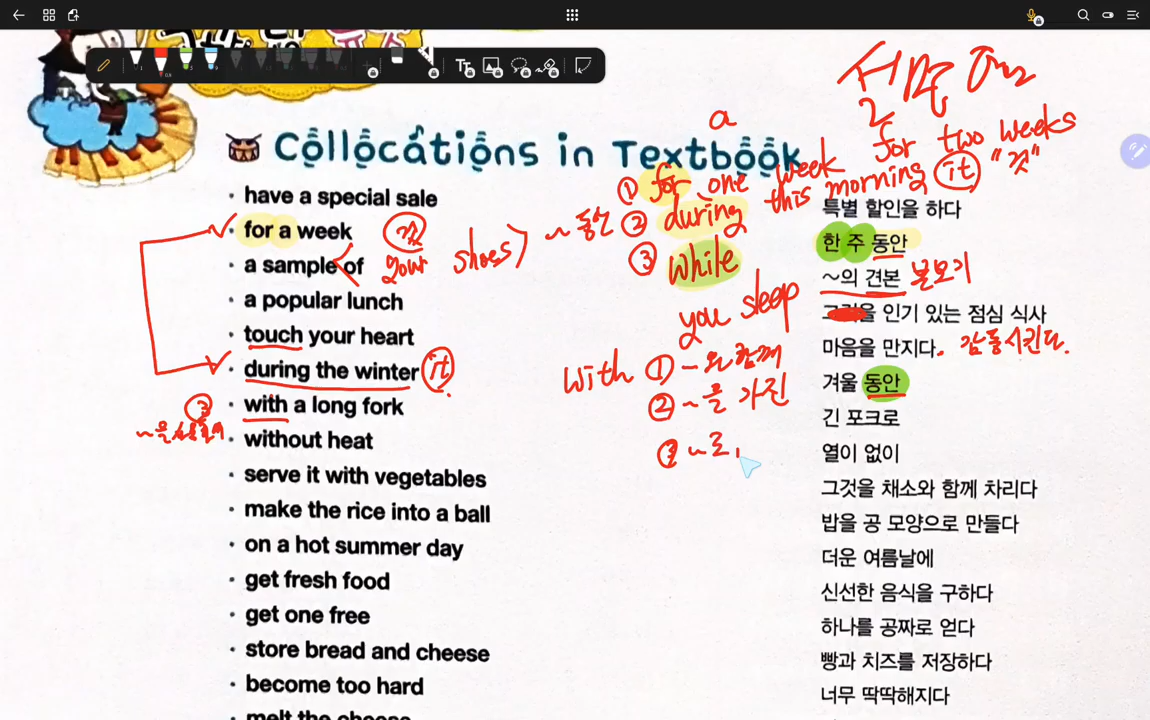 Collocations in Textbook
have a special sale
for a week
a sample of
a popular lunch
touch your heart
during the winter
with a long fork
without heat
serve it with vegetables
make the rice into a ball
on a hot summer day
get fresh food
get one free
store bread and cheese
become too hard
melt the cheese
it
your shoes)
③
a
① for one week
~동안 ② during this morning
③ while
you sleep
with ① ~와 함께
② ~을 가진
③ ~로
2
for two weeks
it "것"
특별 할인을 하다
한 주 동안
~의 견본 본보기
인기 있는 점심 식사
마음을 만지다. 감동시킨다.
겨울 동안
긴 포크로
열이 없이
그것을 채소와 함께 차리다
밥을 공 모양으로 만들다
더운 여름날에
신선한 음식을 구하다
하나를 공짜로 얻다
빵과 치즈를 저장하다
너무 딱딱해지다